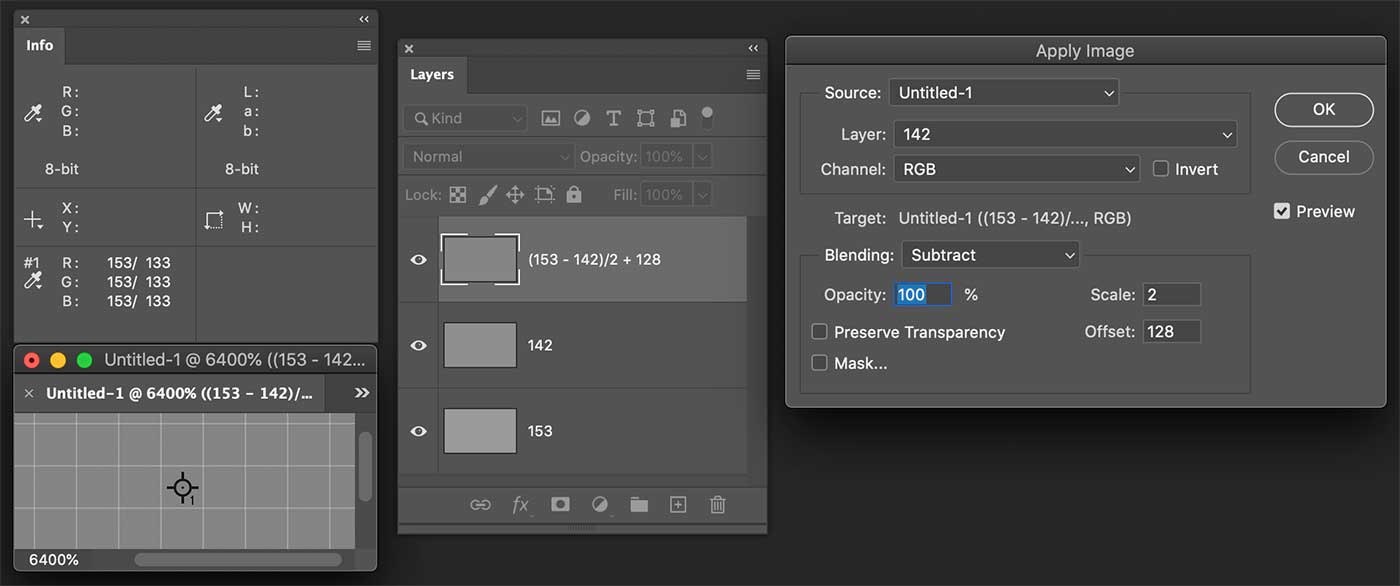 Info
R:
G:
B:
8-bit
L:
a:
b:
8-bit
X:
Y:
W:
H:
#1
R: 153/ 133
G: 153/ 133
B: 153/ 133
Untitled-1 @ 6400% ((153 - 142...
Untitled-1 @ 6400% ((153 - 142)/...
1
6400%
Layers
Kind
Normal
Opacity: 100%
Lock:
Fill: 100%
(153 - 142)/2 + 128
142
153
fx
Apply Image
Source: Untitled-1
Layer: 142
Channel: RGB
Invert
Target: Untitled-1 ((153 - 142)/..., RGB)
Blending: Subtract
Opacity: 100 %
Scale: 2
Preserve Transparency
Offset: 128
Mask...
OK
Cancel
Preview